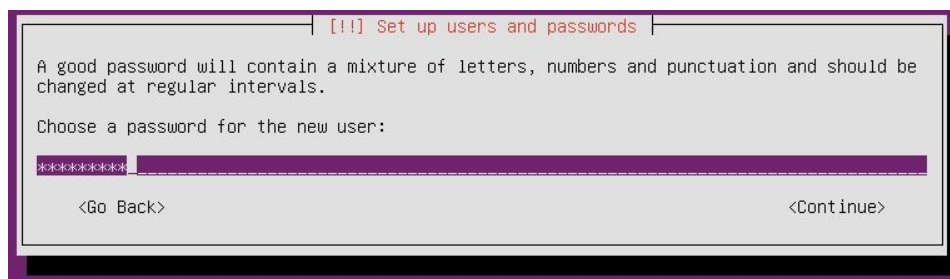 [!!] Set up users and passwords
A good password will contain a mixture of letters, numbers and punctuation and should be
changed at regular intervals.
Choose a password for the new user:
*********
<Go Back> <Continue>